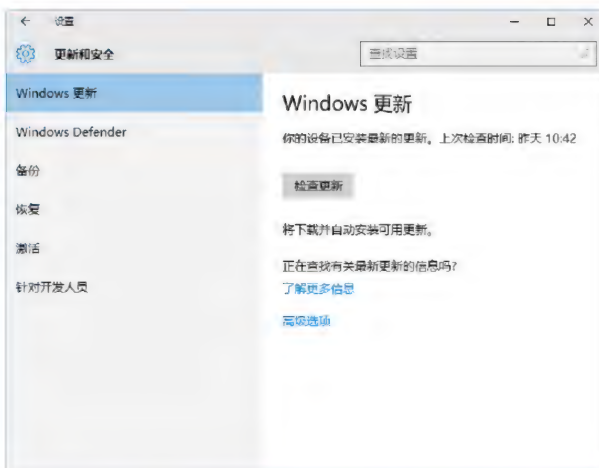 ← 设置
更新和安全
查找设置
Windows 更新
Windows Defender
备份
恢复
激活
针对开发人员
Windows 更新
你的设备已安装最新的更新。上次检查时间: 昨天 10:42
检查更新
将下载并自动安装可用更新。
正在查找有关最新更新的信息吗?
了解更多信息
高级选项